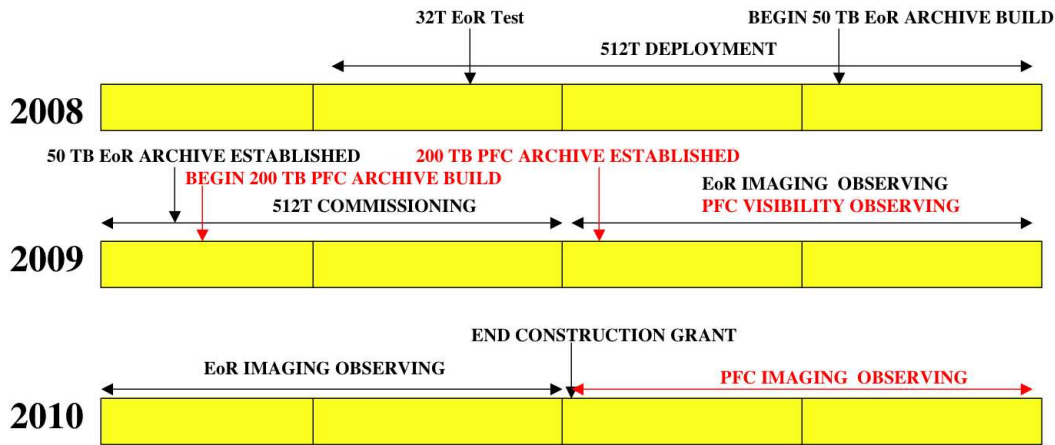 32T EoR Test
BEGIN 50 TB EoR ARCHIVE BUILD
512T DEPLOYMENT
2008
50 TB EoR ARCHIVE ESTABLISHED
200 TB PFC ARCHIVE ESTABLISHED
BEGIN 200 TB PFC ARCHIVE BUILD
EoR IMAGING OBSERVING
512T COMMISSIONING
PFC VISIBILITY OBSERVING
2009
END CONSTRUCTION GRANT
EoR IMAGING OBSERVING
PFC IMAGING OBSERVING
2010